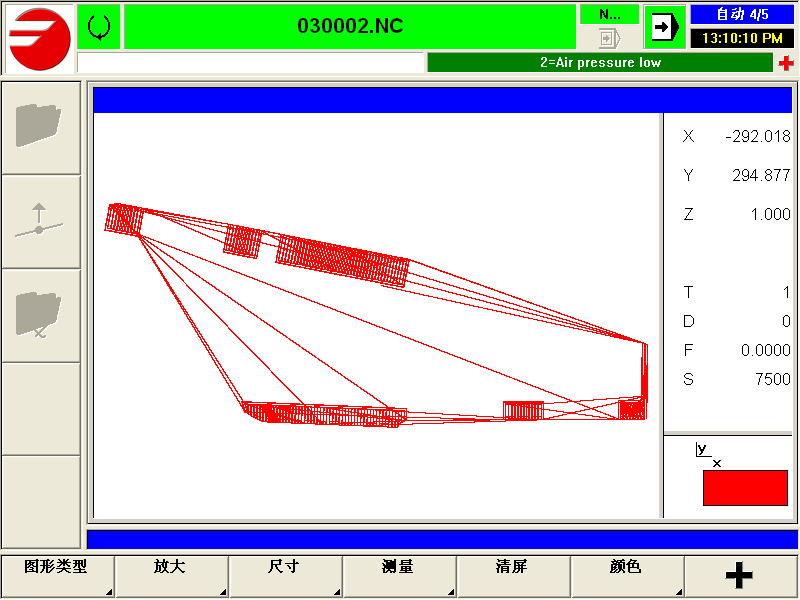 030002.NC
N...
自动 4/5
13:10:10 PM
2=Air pressure low
X -292.018
Y 294.877
Z 1.000
T 1
D 0
F 0.0000
S 7500
y
x
图形类型 放大 尺寸 测量 清屏 颜色